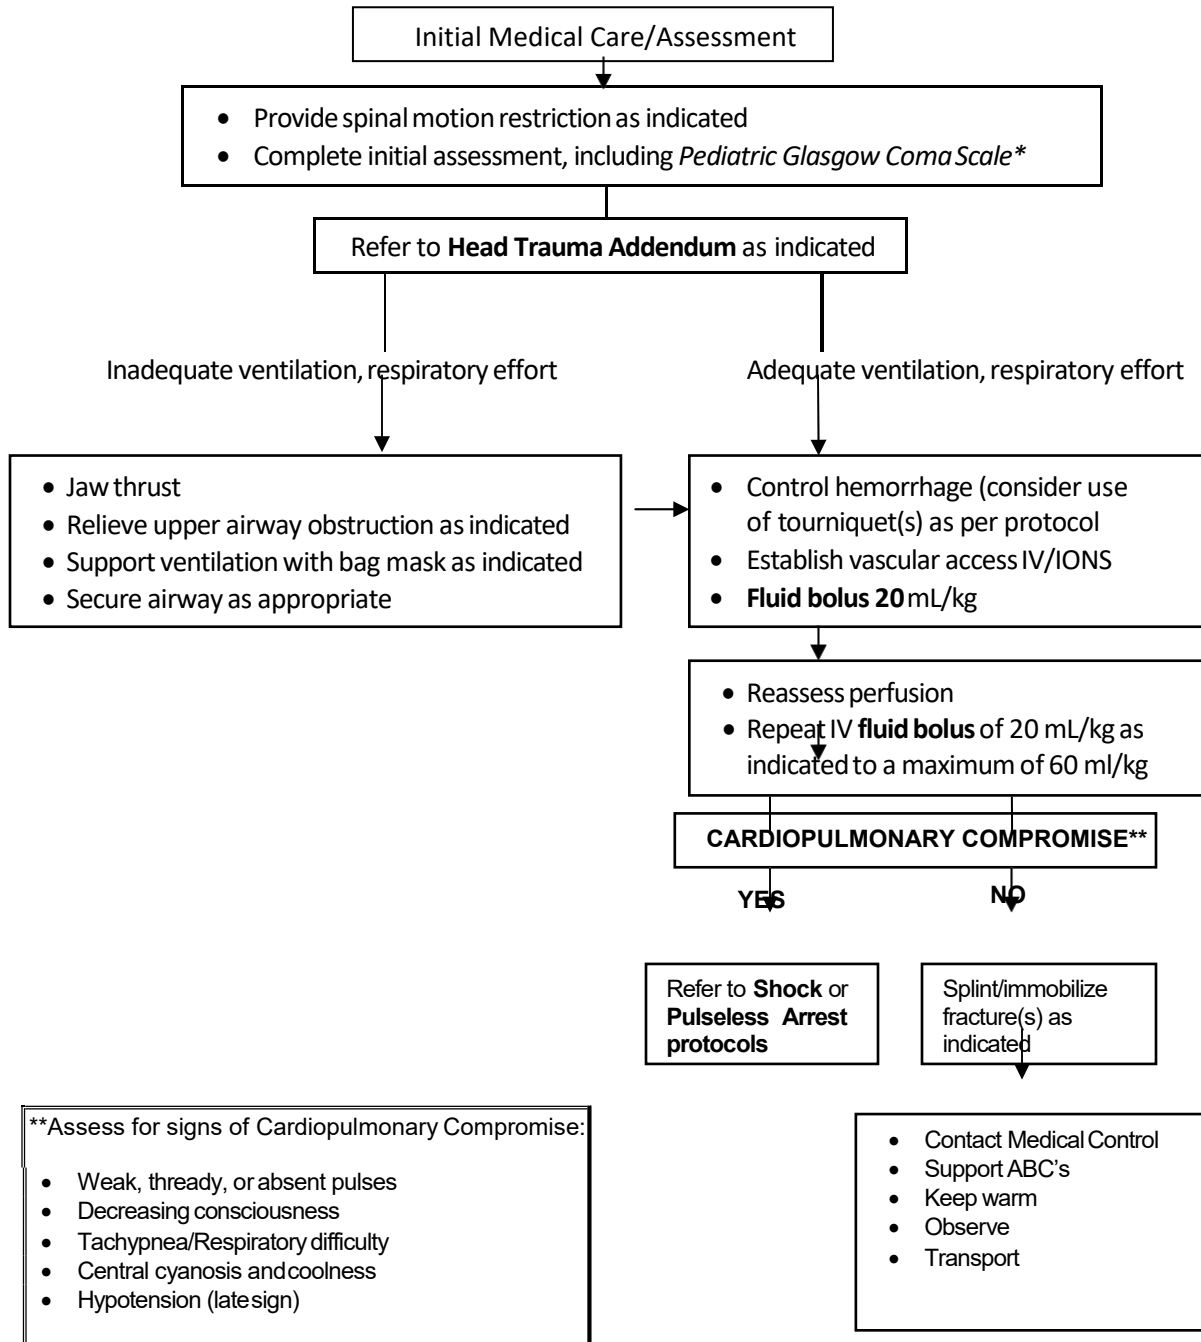 Initial Medical Care/Assessment
• Provide spinal motion restriction as indicated
• Complete initial assessment, including Pediatric Glasgow Coma Scale*
Refer to Head Trauma Addendum as indicated
Inadequate ventilation, respiratory effort
Adequate ventilation, respiratory effort
• Jaw thrust
• Relieve upper airway obstruction as indicated
• Support ventilation with bag mask as indicated
• Secure airway as appropriate
• Control hemorrhage (consider use
of tourniquet(s) as per protocol
• Establish vascular access IV/IONS
• Fluid bolus 20 mL/kg
• Reassess perfusion
• Repeat IV fluid bolus of 20 mL/kg as
indicated to a maximum of 60 ml/kg
CARDIOPULMONARY COMPROMISE**
YES
NO
Refer to Shock or
Pulseless Arrest
protocols
Splint/immobilize
fracture(s) as
indicated
**Assess for signs of Cardiopulmonary Compromise:
• Weak, thready, or absent pulses
• Decreasing consciousness
• Tachypnea/Respiratory difficulty
• Central cyanosis and coolness
• Hypotension (late sign)
• Contact Medical Control
• Support ABC's
• Keep warm
• Observe
• Transport